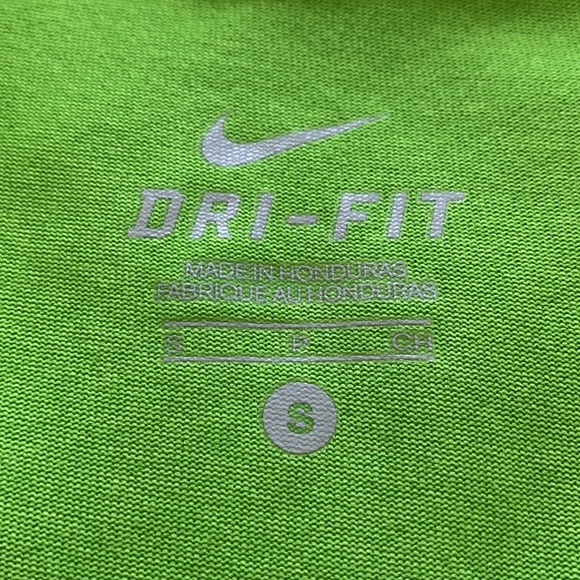 DRI-FIT
MADE IN HONDURAS
FABRIQUE AU HONDURAS
S P CH
S